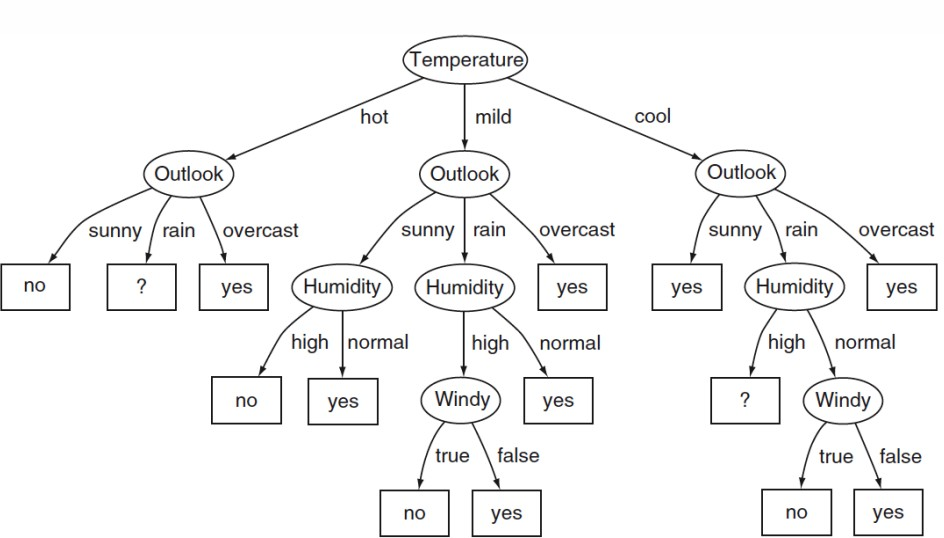 Temperature
hot mild cool
Outlook Outlook Outlook
sunny rain overcast sunny rain overcast sunny rain overcast
no ? yes Humidity Humidity yes yes Humidity yes
high normal high normal high normal
no yes Windy yes ? Windy
true false true false
no yes no yes